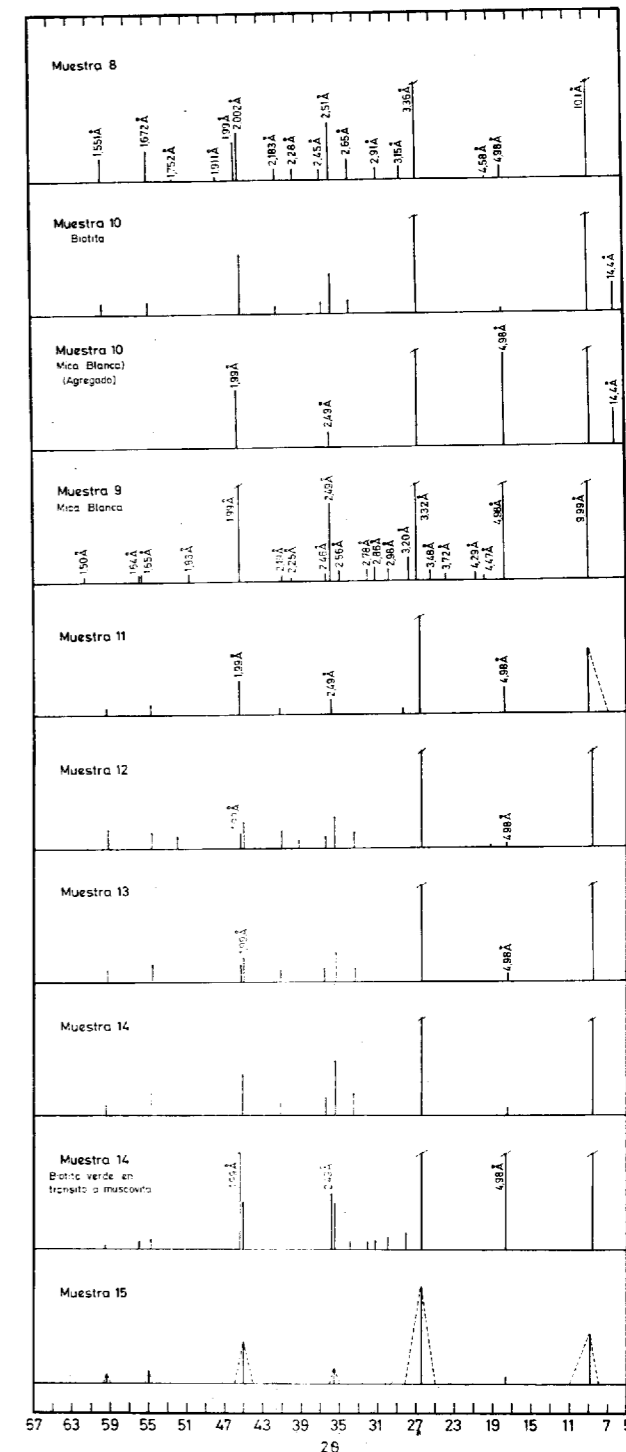 Muestra 8
1,551Å
1,672Å
1,752Å
1,911Å
1,99Å
2,002Å
2,183Å
2,28Å
2,45Å
2,51Å
2,65Å
2,91Å
3,15Å
3,36Å
4,58Å
4,98Å
10,1Å
Muestra 10
Biotita
14,4Å
Muestra 10
Mica Blanca)
(Agregado)
1,99Å
2,49Å
4,98Å
14,4Å
Muestra 9
Mica Blanca
1,50Å
1,64Å
1,65Å
1,99Å
2,25Å
2,46Å
2,49Å
2,56Å
2,78Å
2,86Å
2,98Å
3,20Å
3,32Å
3,48Å
3,72Å
4,29Å
4,47Å
4,98Å
9,99Å
Muestra 11
1,99Å
2,49Å
4,98Å
Muestra 12
4,98Å
Muestra 13
4,98Å
Muestra 14
Muestra 14
Biotita verde en
transito a muscovita
1,99Å
4,98Å
Muestra 15
57 63 59 55 51 47 43 39 35 31 27 23 19 15 11 7 5
2θ